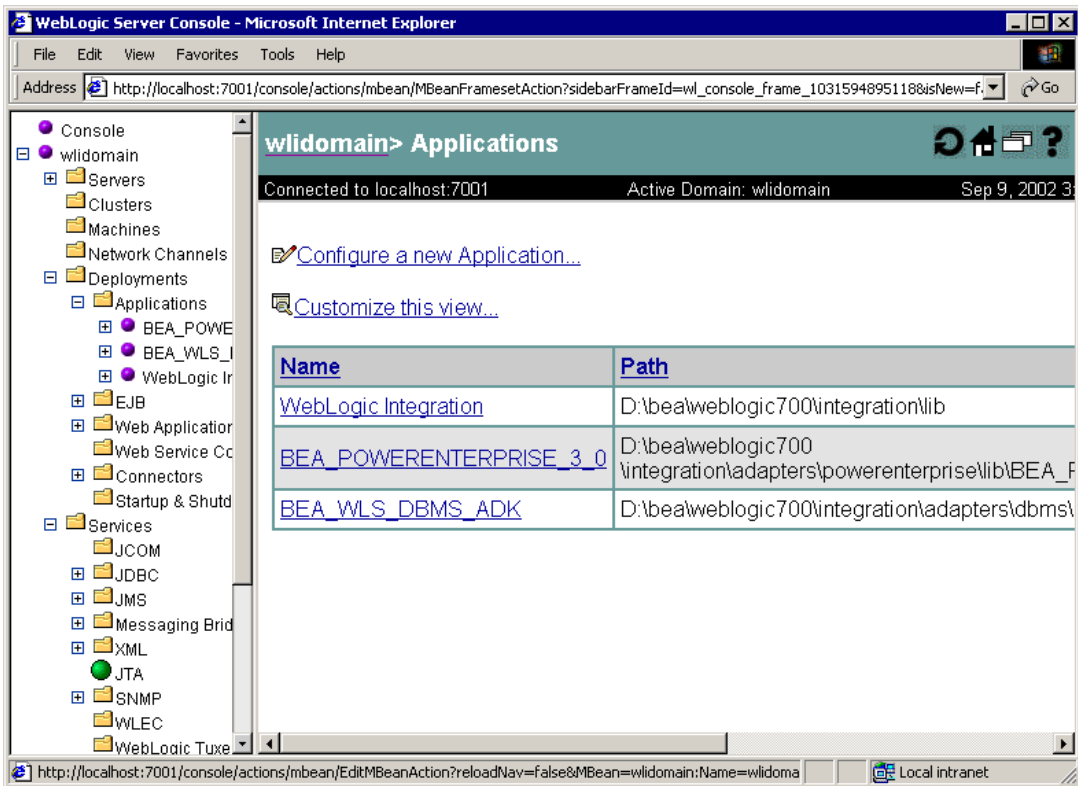 WebLogic Server Console - Microsoft Internet Explorer
File Edit View Favorites Tools Help
Address http://localhost:7001/console/actions/mbean/MBeanFramesetAction?sidebarFrameId=wl_console_frame_1031594895118&isNew=f Go
Console
wlidomain
Servers
Clusters
Machines
Network Channels
Deployments
Applications
BEA_POWE
BEA_WLS_I
WebLogic Ir
EJB
Web Applicatior
Web Service Co
Connectors
Startup & Shutd
Services
JCOM
JDBC
JMS
Messaging Brid
XML
JTA
SNMP
WLEC
WebLogic Tuxe
wlidomain> Applications
Connected to localhost:7001 Active Domain: wlidomain Sep 9, 2002 3:
Configure a new Application...
Customize this view...
Name Path
WebLogic Integration D:\bea\weblogic700\integration\lib
BEA_POWERENTERPRISE_3_0 D:\bea\weblogic700
\integration\adapters\powerenterprise\lib\BEA_P
BEA_WLS_DBMS_ADK D:\bea\weblogic700\integration\adapters\dbms\
http://localhost:7001/console/actions/mbean/EditMBeanAction?reloadNav=false&MBean=wlidomain:Name=wlidoma Local intranet